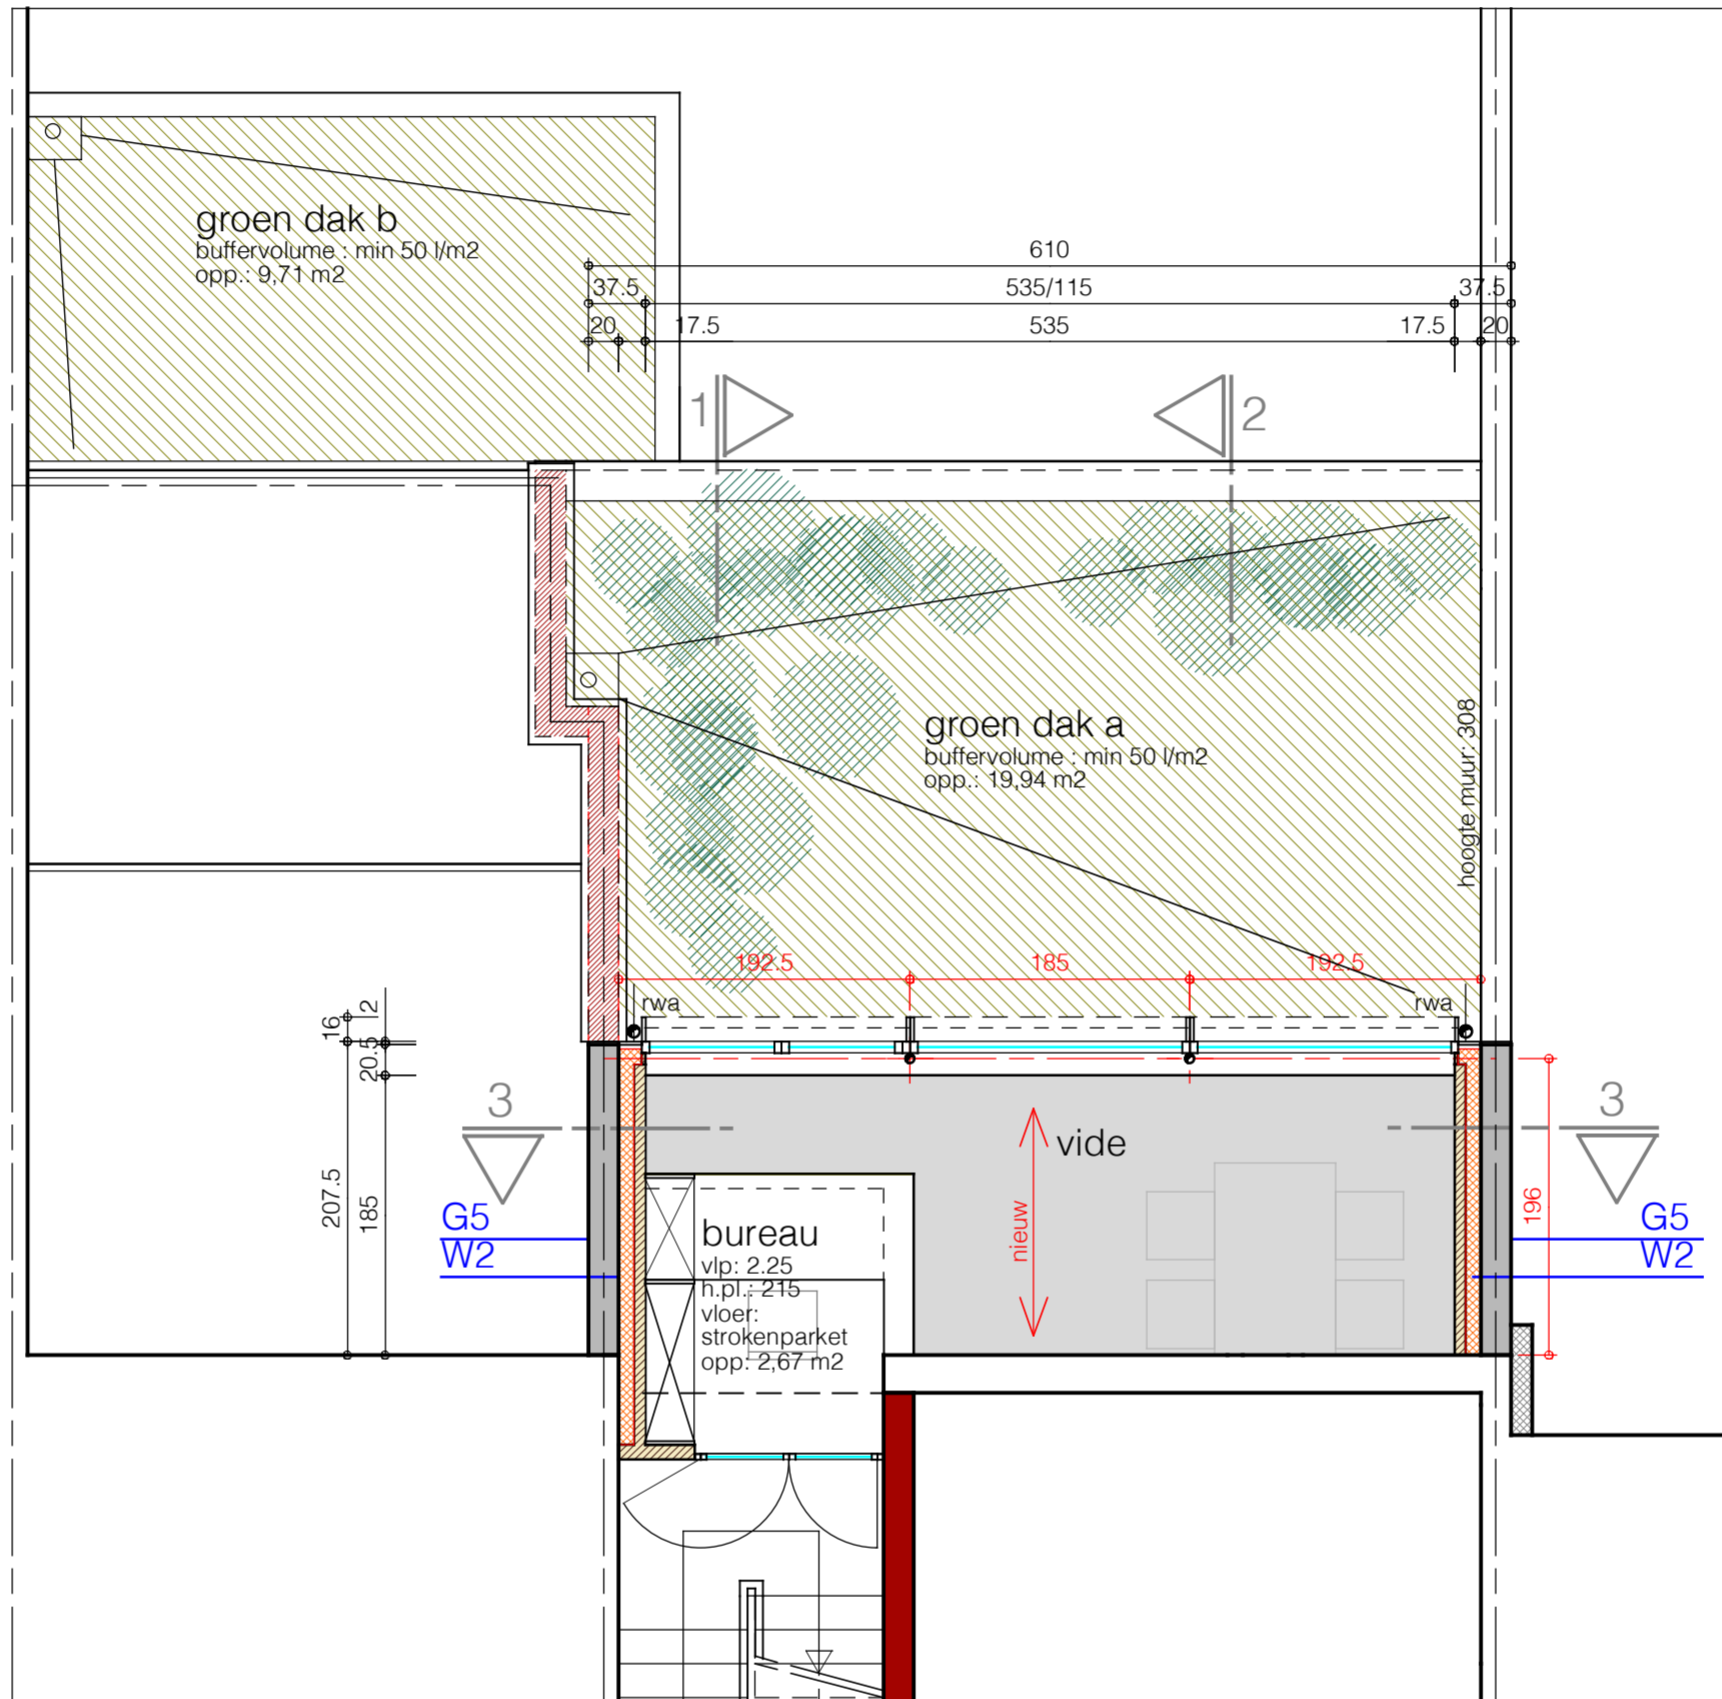 groen dak b
buffervolume : min 50 l/m2
opp.: 9,71 m2
610
37.5 535/115 37.5
20 17.5 535 17.5 20
1
2
groen dak a
buffervolume : min 50 l/m2
opp.: 19,94 m2
hoogte muur: 308
192.5 185 192.5
rwa
rwa
16
2
20.5
207.5
185
3
3
vide
nieuw
196
G5
W2
G5
W2
bureau
vlp: 2.25
h.pl.: 215
vloer:
strokenparket
opp: 2,67 m2